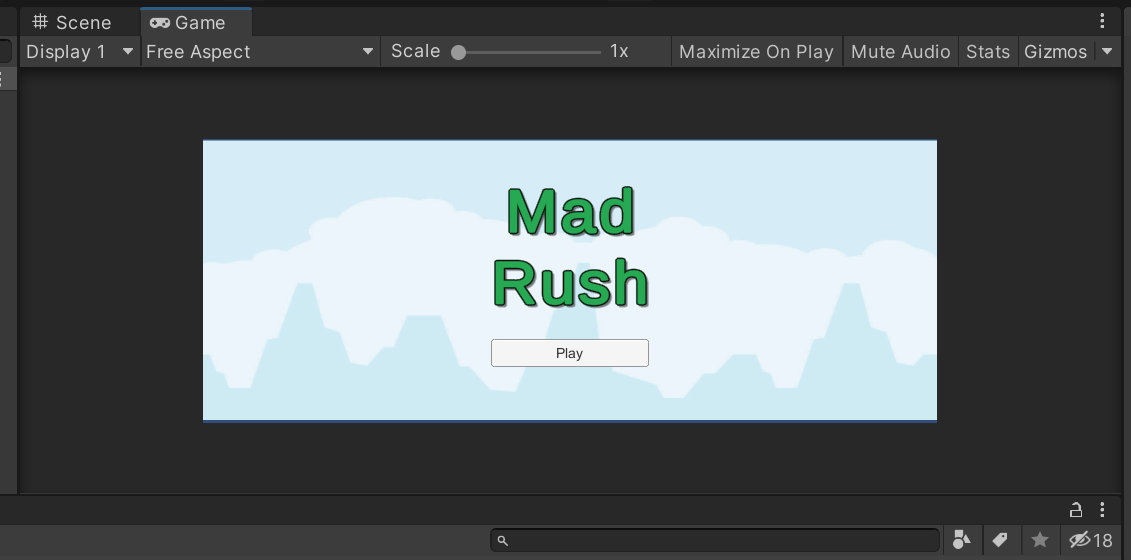 Scene
Game
Display 1
Free Aspect
Scale
1x
Maximize On Play
Mute Audio
Stats
Gizmos
Mad
Rush
Play
18